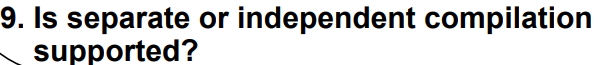 9. Is separate or independent compilation
supported?